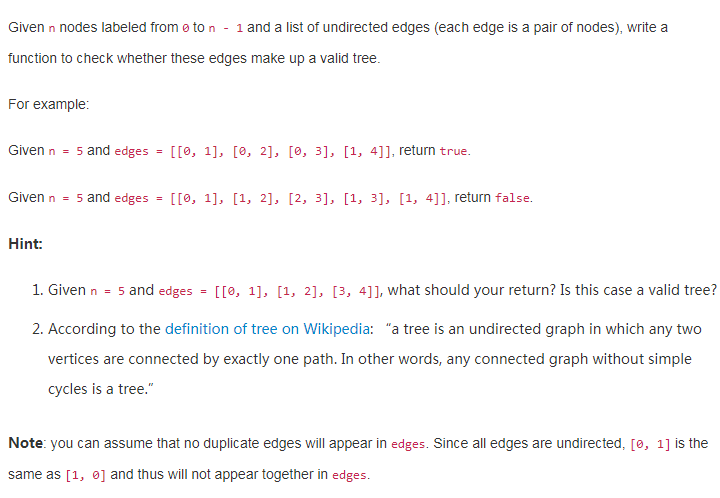 Given n nodes labeled from 0 to n - 1 and a list of undirected edges (each edge is a pair of nodes), write a
function to check whether these edges make up a valid tree.
For example:
Given n = 5 and edges = [[0, 1], [0, 2], [0, 3], [1, 4]], return true.
Given n = 5 and edges = [[0, 1], [1, 2], [2, 3], [1, 3], [1, 4]], return false.
Hint:
1. Given n = 5 and edges = [[0, 1], [1, 2], [3, 4]], what should your return? Is this case a valid tree?
2. According to the definition of tree on Wikipedia: “a tree is an undirected graph in which any two
vertices are connected by exactly one path. In other words, any connected graph without simple
cycles is a tree.”
Note: you can assume that no duplicate edges will appear in edges. Since all edges are undirected, [0, 1] is the
same as [1, 0] and thus will not appear together in edges.